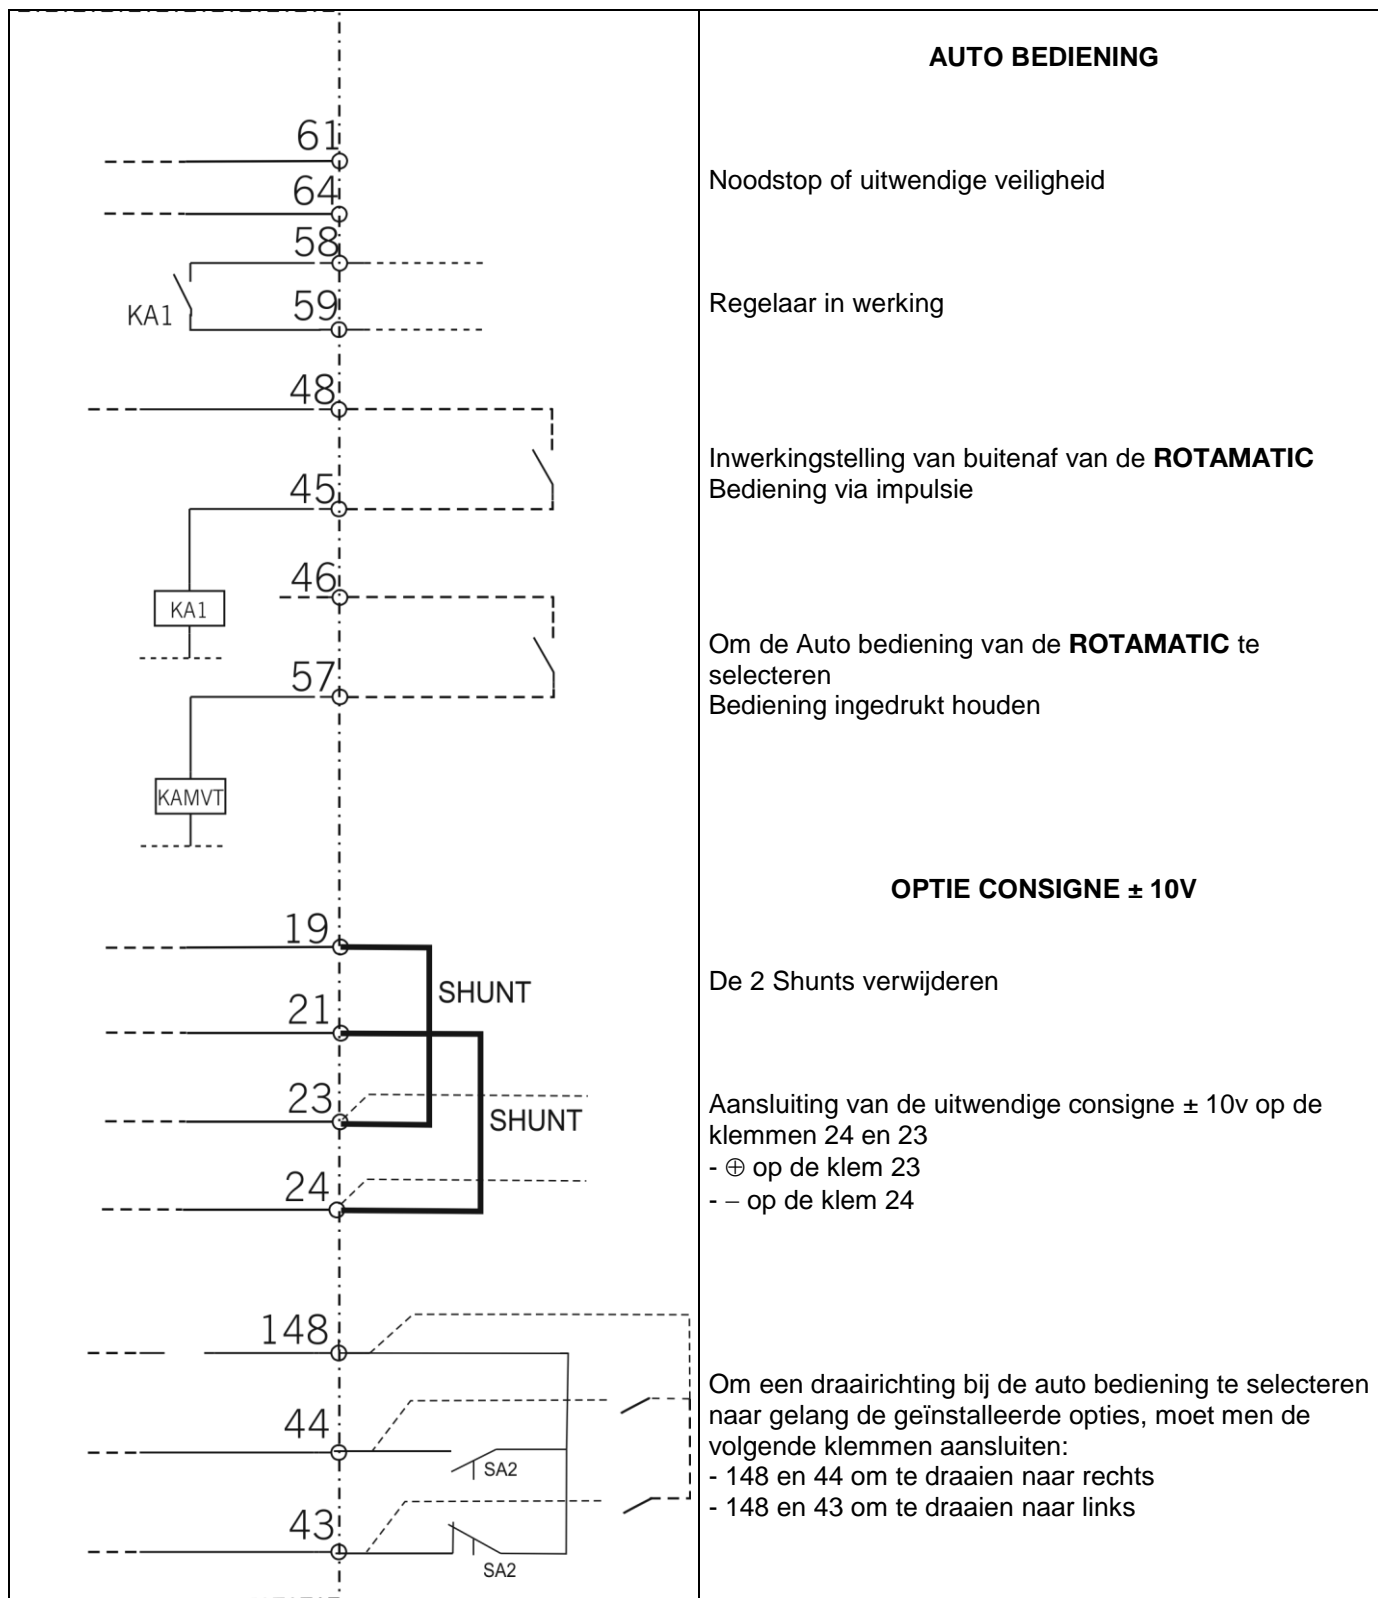 AUTO BEDIENING
61
64
Noodstop of uitwendige veiligheid
58
KA1
59
Regelaar in werking
48
45
Inwerkingstelling van buitenaf van de ROTAMATIC
Bediening via impulsie
46
KA1
57
Om de Auto bediening van de ROTAMATIC te
selecteren
Bediening ingedrukt houden
KAMVT
OPTIE CONSIGNE ± 10V
19
SHUNT
De 2 Shunts verwijderen
21
23
SHUNT
Aansluiting van de uitwendige consigne ± 10v op de
klemmen 24 en 23
- ⊕ op de klem 23
- – op de klem 24
24
148
44
SA2
43
SA2
Om een draairichting bij de auto bediening te selecteren
naar gelang de geïnstalleerde opties, moet men de
volgende klemmen aansluiten:
- 148 en 44 om te draaien naar rechts
- 148 en 43 om te draaien naar links